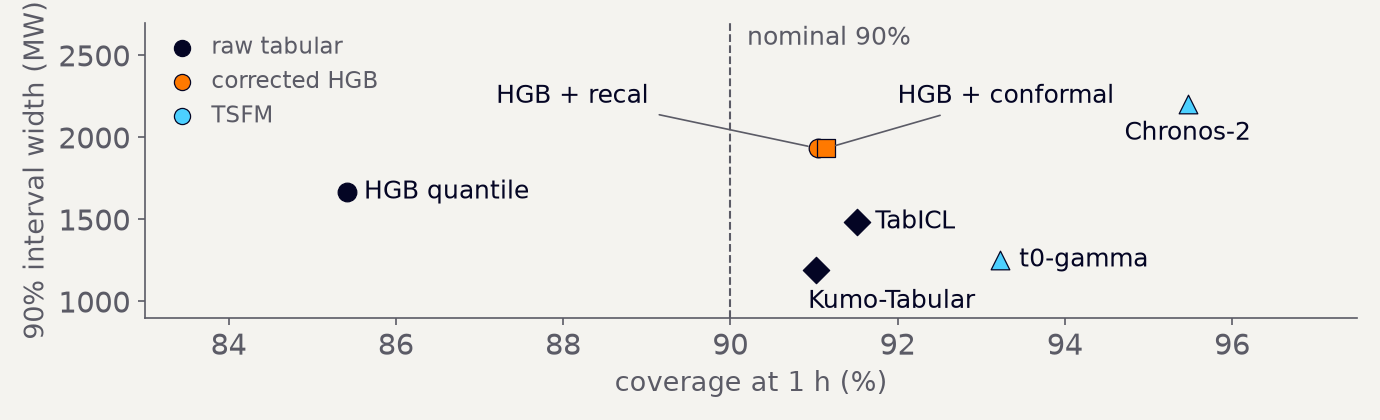 90% interval width (MW)
2500
2000
1500
1000
raw tabular
corrected HGB
TSFM
nominal 90%
HGB + recal
HGB + conformal
Chronos-2
HGB quantile
TabICL
t0-gamma
Kumo-Tabular
84
86
88
90
92
94
96
coverage at 1 h (%)